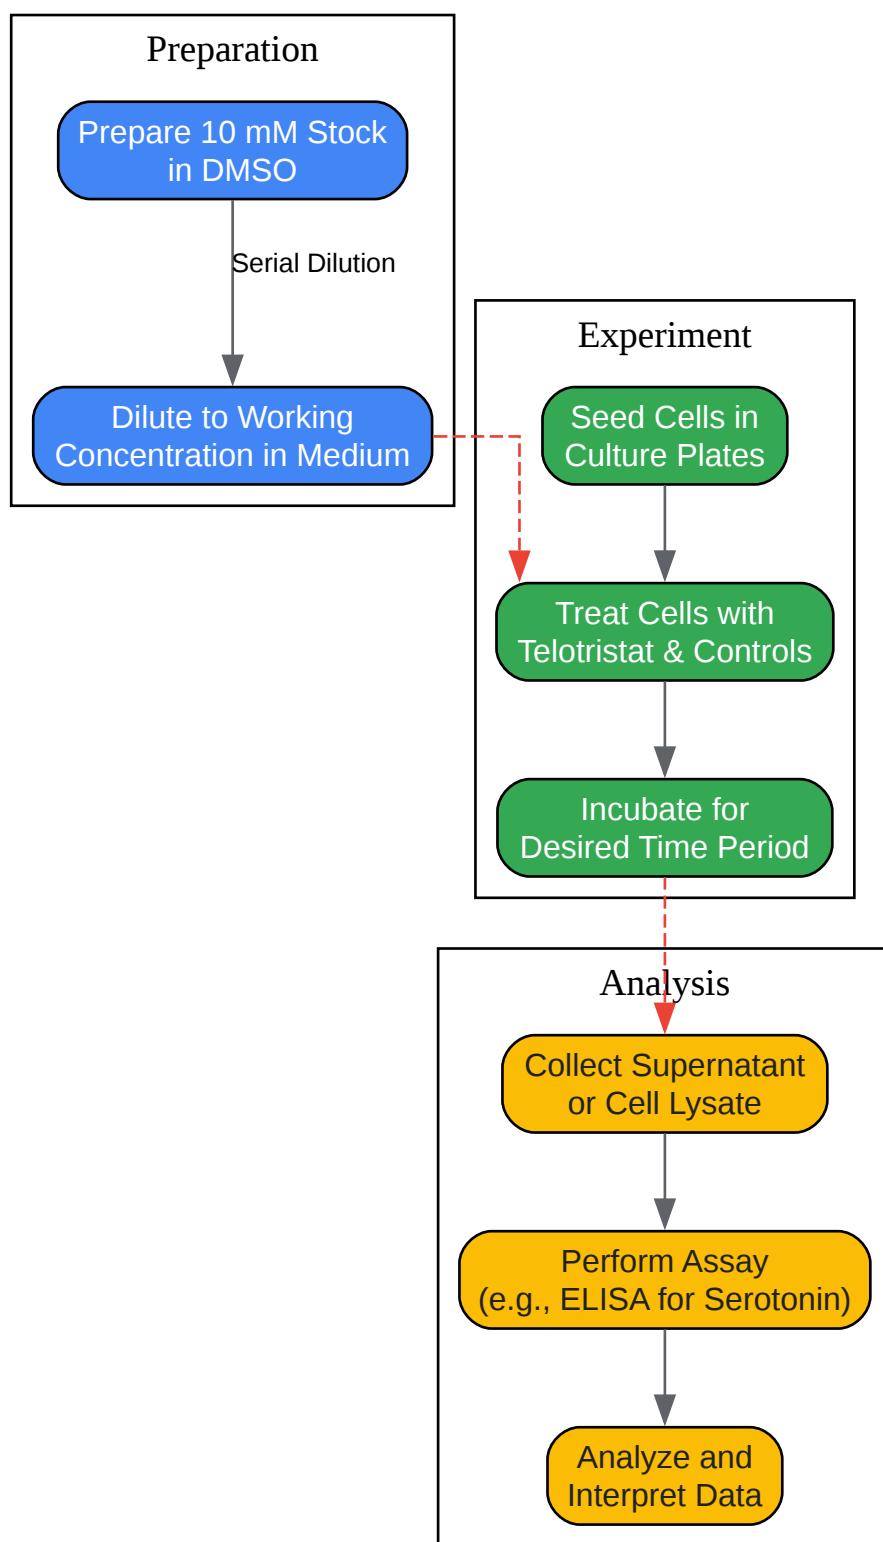 Preparation
Prepare 10 mM Stock
in DMSO
Serial Dilution
Dilute to Working
Concentration in Medium
Experiment
Seed Cells in
Culture Plates
Treat Cells with
Telotristat & Controls
Incubate for
Desired Time Period
Analysis
Collect Supernatant
or Cell Lysate
Perform Assay
(e.g., ELISA for Serotonin)
Analyze and
Interpret Data